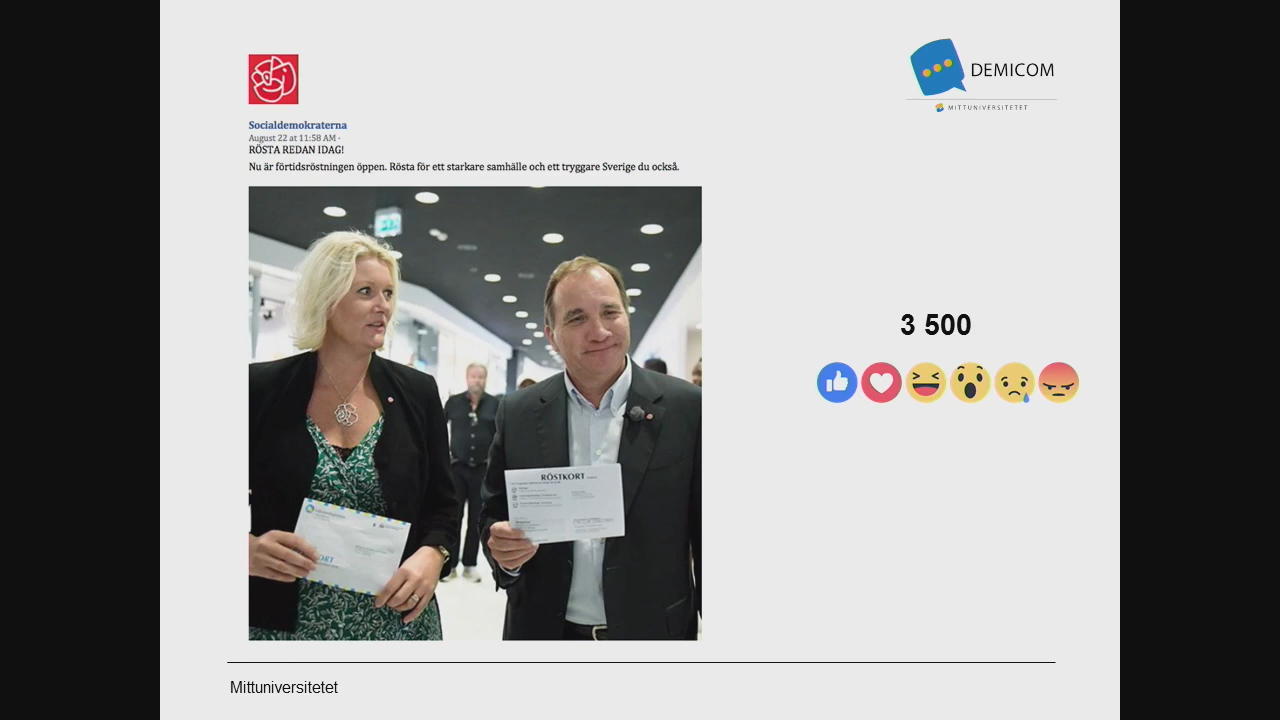 DEMICOM
MITTUNIVERSITETET
Socialdemokraterna
August 22 at 11:58 AM ·
RÖSTA REDAN IDAG!
Nu är förtidsröstningen öppen. Rösta för ett starkare samhälle och ett tryggare Sverige du också.
RÖSTKORT
3 500
Mittuniversitetet